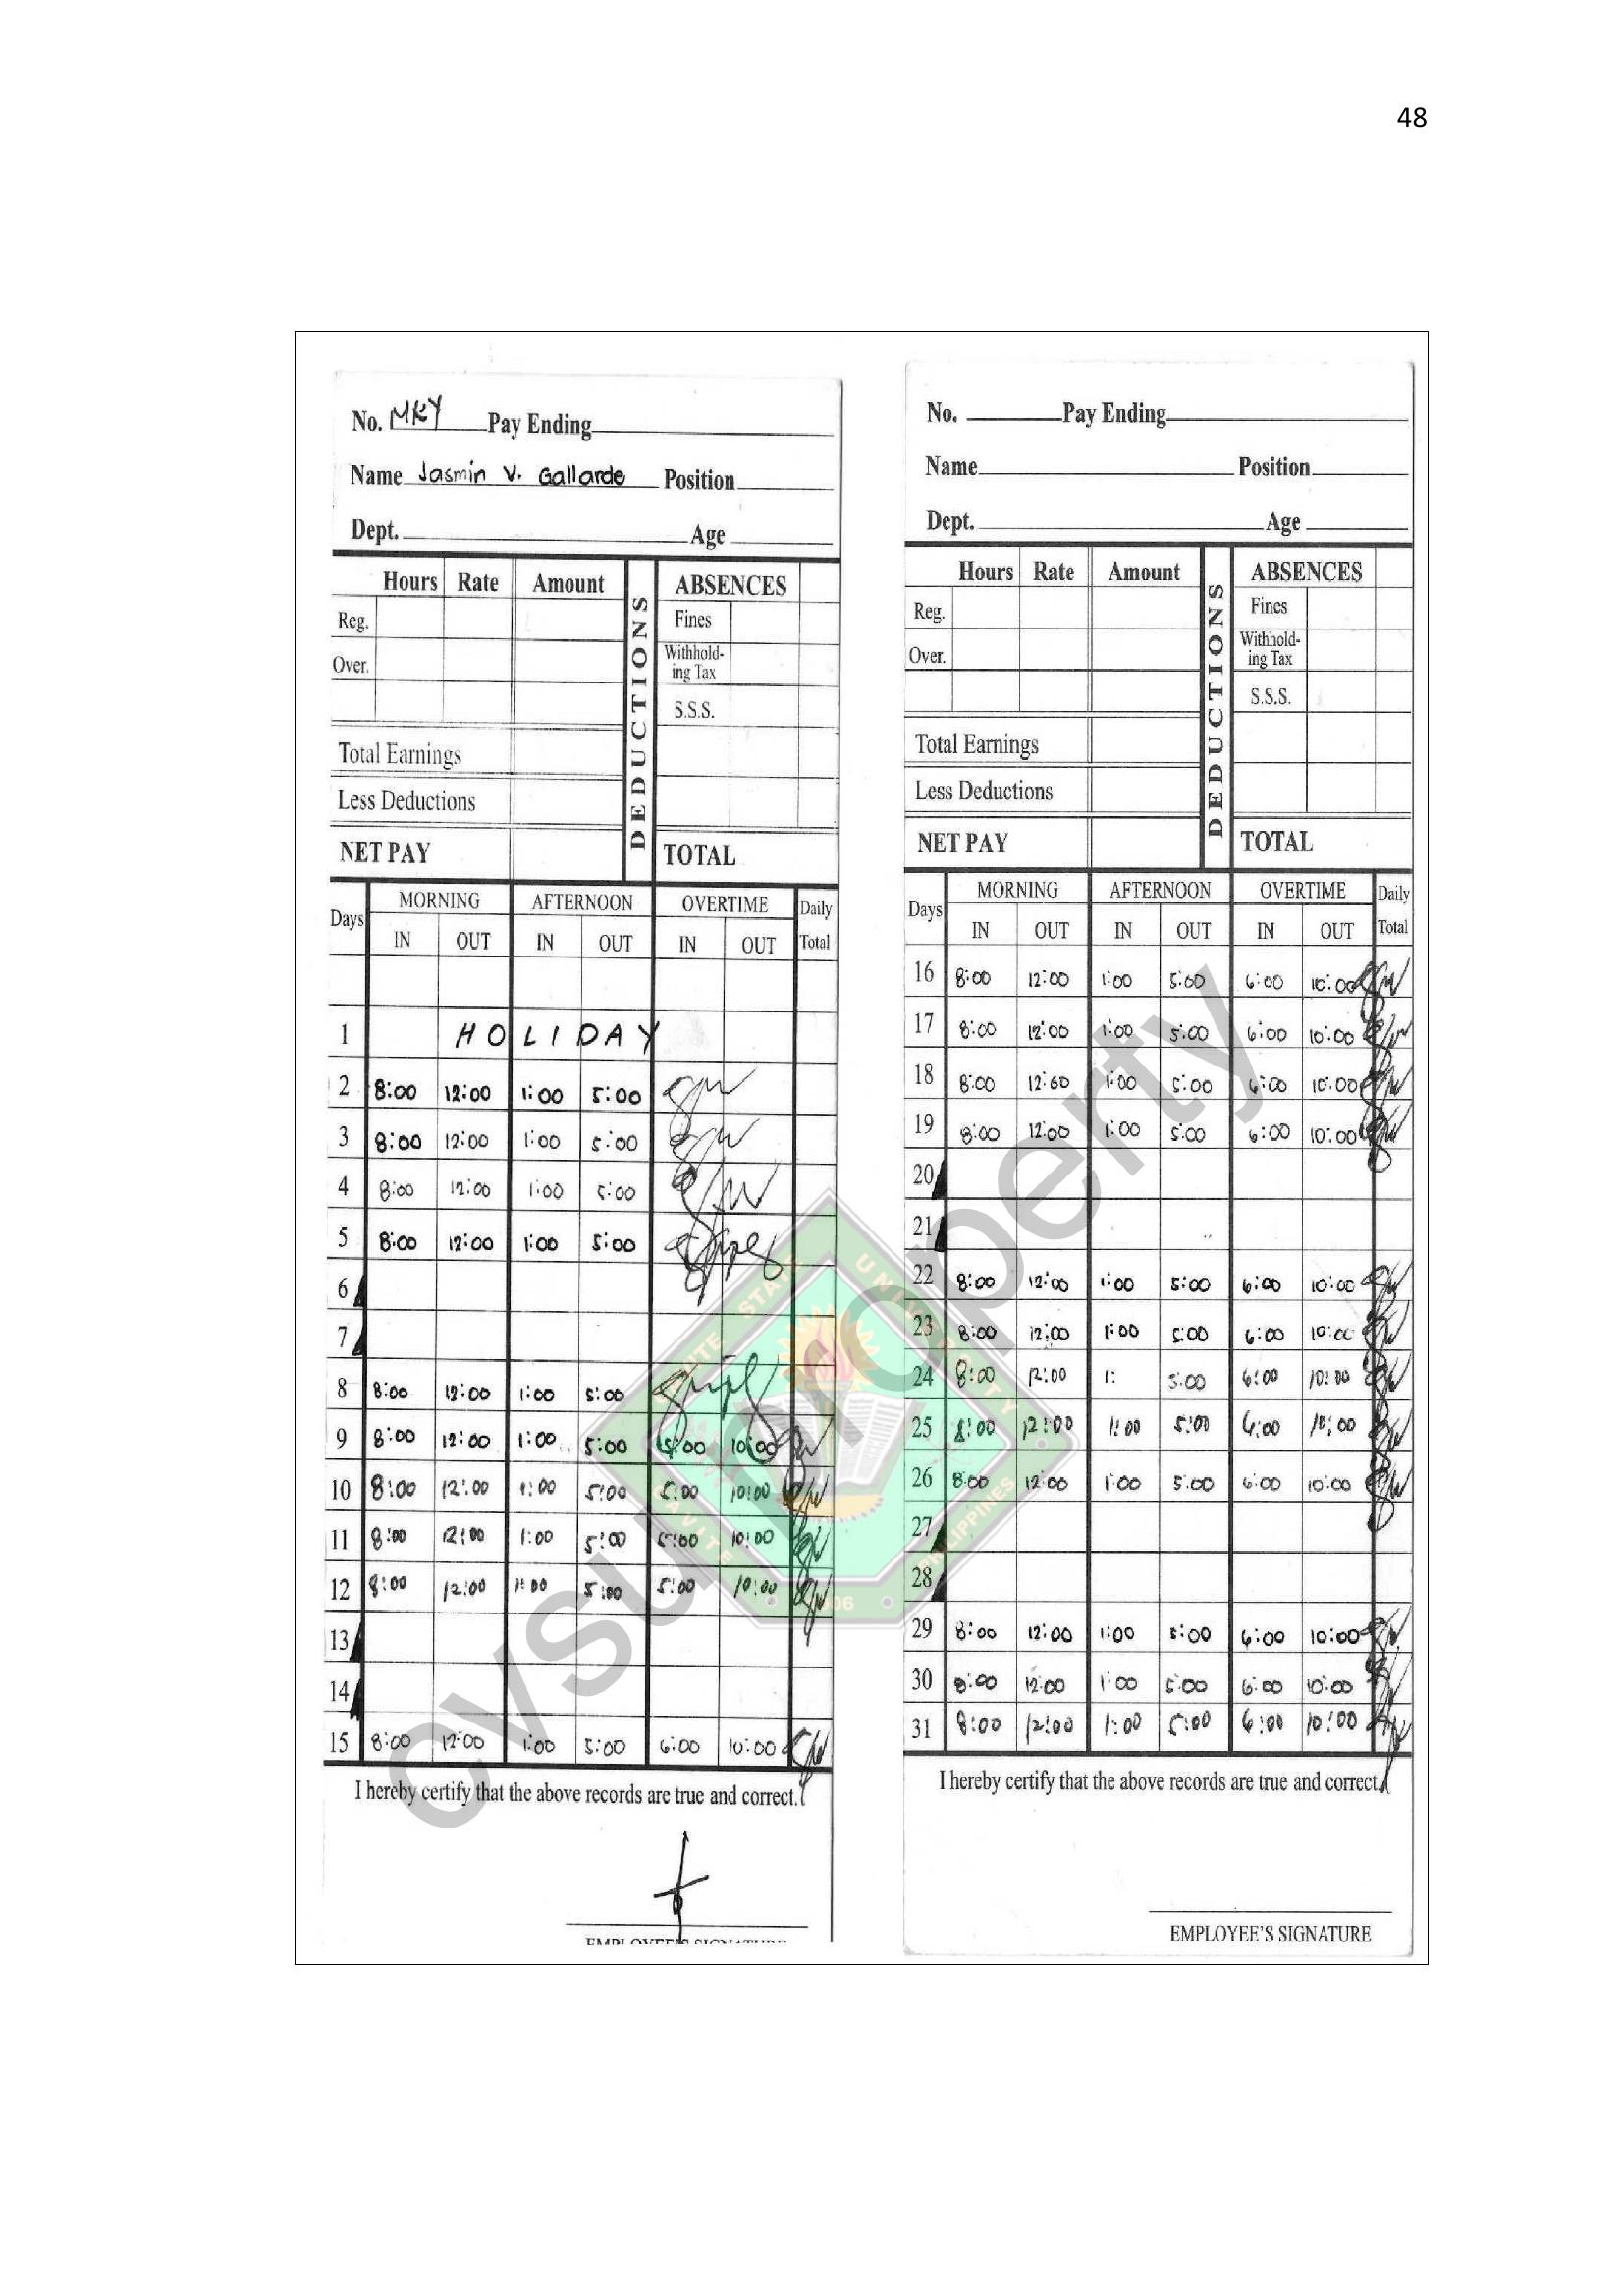 48
No. MKY Pay Ending
Name Jasmin V. Gallarde Position
Dept. Age
Hours Rate Amount DEDUCTIONS ABSENCES
Reg. Fines
Over. Withhold-
ing Tax
S.S.S.
Total Earnings
Less Deductions
NET PAY TOTAL
Days MORNING AFTERNOON OVERTIME Daily
IN OUT IN OUT IN OUT Total
1 HOLIDAY
2 8:00 12:00 1:00 5:00
3 8:00 12:00 1:00 5:00
4 8:00 12:00 1:00 5:00
5 8:00 12:00 1:00 5:00
6
7
8 8:00 12:00 1:00 5:00
9 8:00 12:00 1:00 5:00 5:00 10:00
10 8:00 12:00 1:00 5:00 5:00 10:00
11 8:00 12:00 1:00 5:00 5:00 10:00
12 8:00 12:00 1:00 5:00 5:00 10:00
13
14
15 8:00 12:00 1:00 5:00 6:00 10:00
I hereby certify that the above records are true and correct.
EMPLOYEE'S SIGNATURE
No. Pay Ending
Name Position
Dept. Age
Hours Rate Amount DEDUCTIONS ABSENCES
Reg. Fines
Over. Withhold-
ing Tax
S.S.S.
Total Earnings
Less Deductions
NET PAY TOTAL
Days MORNING AFTERNOON OVERTIME Daily
IN OUT IN OUT IN OUT Total
16 8:00 12:00 1:00 5:00 6:00 10:00
17 8:00 12:00 1:00 5:00 6:00 10:00
18 8:00 12:00 1:00 5:00 6:00 10:00
19 8:00 12:00 1:00 5:00 6:00 10:00
20
21
22 8:00 12:00 1:00 5:00 6:00 10:00
23 8:00 12:00 1:00 5:00 6:00 10:00
24 8:00 12:00 1: 5:00 6:00 10:00
25 8:00 12:00 1:00 5:00 6:00 10:00
26 8:00 12:00 1:00 5:00 6:00 10:00
27
28
29 8:00 12:00 1:00 5:00 6:00 10:00
30 8:00 12:00 1:00 5:00 6:00 10:00
31 8:00 12:00 1:00 5:00 6:00 10:00
I hereby certify that the above records are true and correct.
EMPLOYEE'S SIGNATURE
cvsu property